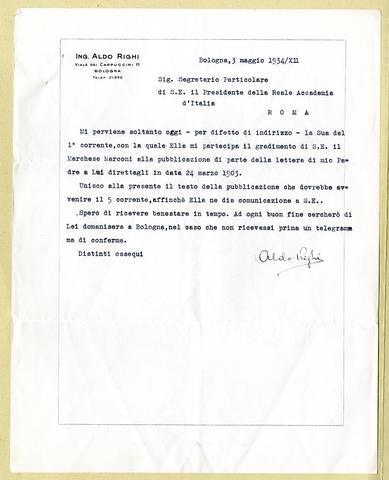 ING. ALDO RIGHI
VIALE DEI CAPPUCCINI 11
BOLOGNA
TELEF. 21890
Bologna,3 maggio 1934/XII
Sig. Segretario Particolare
di S.E. il Presidente della Reale Accademia
d'Italia
R O M A
Mi perviene soltanto oggi - per difetto di indirizzo - la Sua del
1° corrente,con la quale Ella mi partecipa il gradimento di S.E. il
Marchese Marconi alla pubblicazione di parte della lettera di mio Pa-
dre a Lui direttagli in data 24 marzo 1903.
Unisco alla presente il testo della pubblicazione che dovrebbe av-
venire il 5 corrente,affinchè Ella ne dia comunicazione a S.E..
Spero di ricevere benestare in tempo. Ad ogni buon fine cercherò di
Lei domanisera a Bologna,nel caso che non ricevessi prima un telegram
ma di conferma.
Distinti ossequi
Aldo Righi